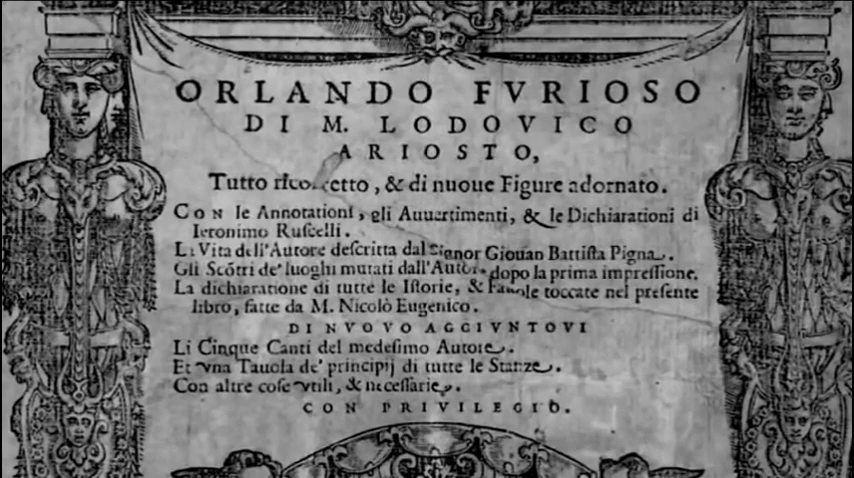 ORLANDO FVRIOSO
DI M. LODOVICO
ARIOSTO,
Tutto ricorretto, & di nuoue Figure adornato.
CON le Annotationi, gli Auuertimenti, & le Dichiarationi di
Ieronimo Ruſcelli.
La Vita dell'Autore deſcritta dal Signor Giouan Battiſta Pigna.
Gli Scōtri de' luoghi mutati dall'Autore dopo la prima impreſſione.
La dichiaratione di tutte le Iſtorie, & Fauole toccate nel preſente
libro, fatte da M. Nicolò Eugenico.
DI NVOVO AGGIVNTOVI
Li Cinque Canti del medeſimo Autore.
Et vna Tauola de' principij di tutte le Stanze.
Con altre coſe vtili, & neceſſarie.
CON PRIVILEGIO.